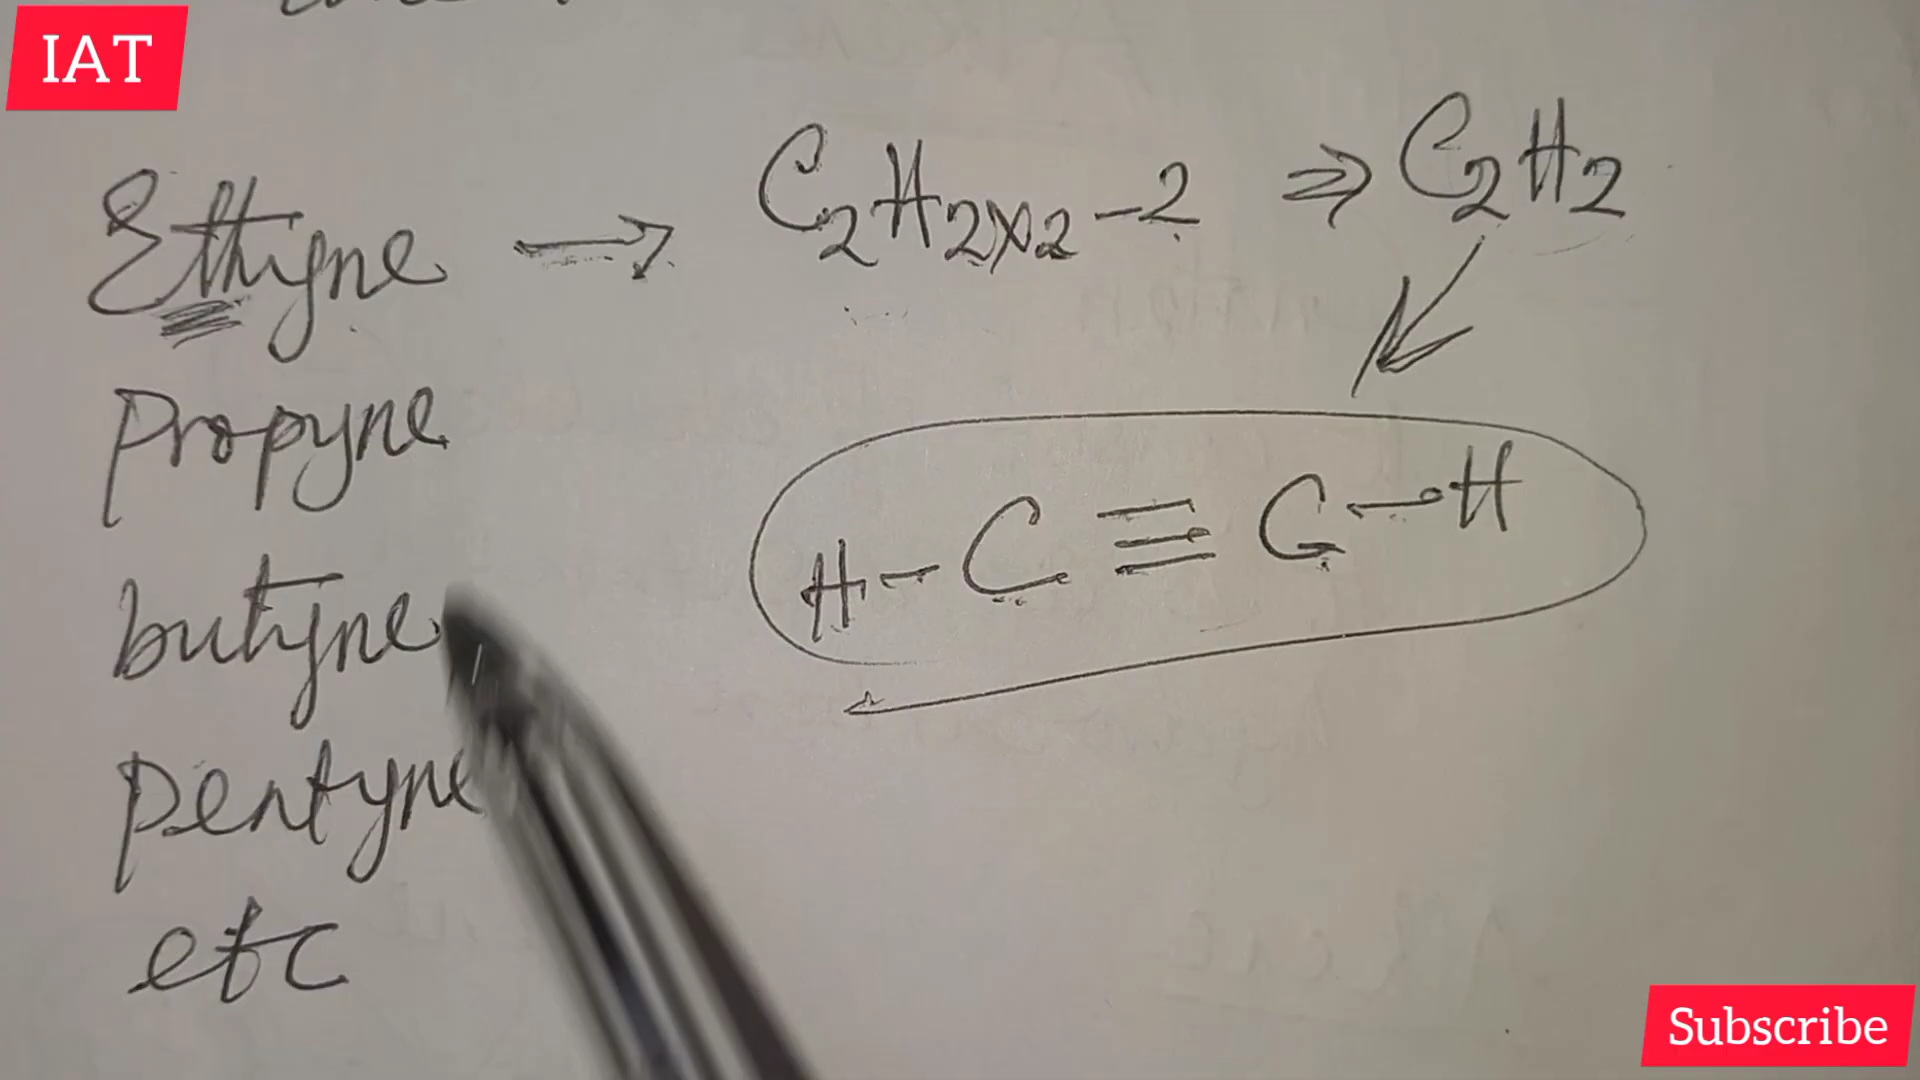 IAT
Ethyne → C₂H₂ₓ₂₋₂ ⇒ C₂H₂
Propyne
H-C≡C-H
butyne
pentyne
etc
Subscribe